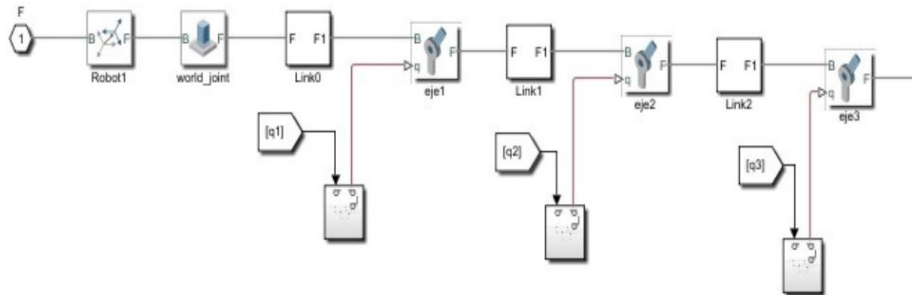 F
1
B F
Robot1
B F
world_joint
F F1
Link0
B F
q
eje1
F F1
Link1
B F
q
eje2
F F1
Link2
B F
q
eje3
[q1]
[q2]
[q3]